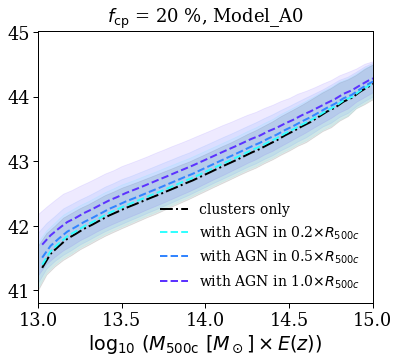 f_cp = 20 %, Model_A0
45
44
43
42
41
clusters only
with AGN in 0.2×R_500c
with AGN in 0.5×R_500c
with AGN in 1.0×R_500c
13.0 13.5 14.0 14.5 15.0
log₁₀ (M_500c [M_⊙] × E(z))